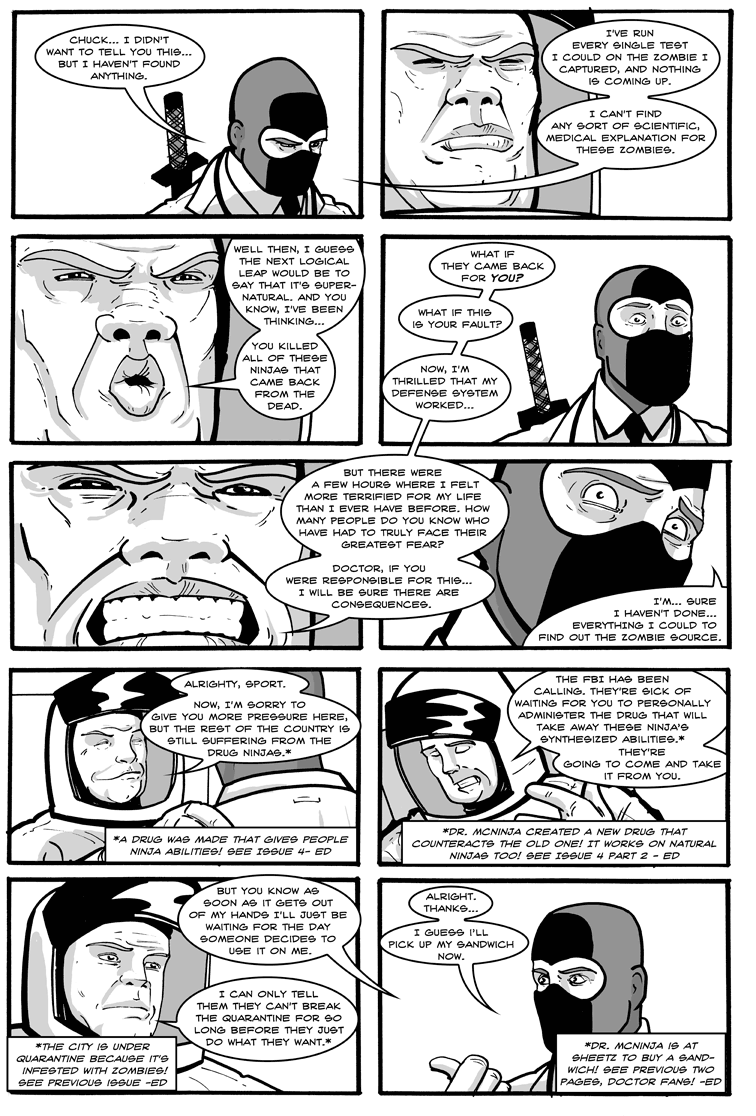 CHUCK... I DIDN'T
WANT TO TELL YOU THIS...
BUT I HAVEN'T FOUND
ANYTHING.
I'VE RUN
EVERY SINGLE TEST
I COULD ON THE ZOMBIE I
CAPTURED, AND NOTHING
IS COMING UP.
I CAN'T FIND
ANY SORT OF SCIENTIFIC,
MEDICAL EXPLANATION FOR
THESE ZOMBIES.
WELL THEN, I GUESS
THE NEXT LOGICAL
LEAP WOULD BE TO
SAY THAT IT'S SUPER-
NATURAL. AND YOU
KNOW, I'VE BEEN
THINKING...
YOU KILLED
ALL OF THESE
NINJAS THAT
CAME BACK
FROM THE
DEAD.
WHAT IF
THEY CAME BACK
FOR YOU?
WHAT IF THIS
IS YOUR FAULT?
NOW, I'M
THRILLED THAT MY
DEFENSE SYSTEM
WORKED...
BUT THERE WERE
A FEW HOURS WHERE I FELT
MORE TERRIFIED FOR MY LIFE
THAN I EVER HAVE BEFORE. HOW
MANY PEOPLE DO YOU KNOW WHO
HAVE HAD TO TRULY FACE THEIR
GREATEST FEAR?
DOCTOR, IF YOU
WERE RESPONSIBLE FOR THIS...
I WILL BE SURE THERE ARE
CONSEQUENCES.
I'M... SURE
I HAVEN'T DONE...
EVERYTHING I COULD TO
FIND OUT THE ZOMBIE SOURCE.
ALRIGHTY, SPORT.
NOW, I'M SORRY TO
GIVE YOU MORE PRESSURE HERE,
BUT THE REST OF THE COUNTRY IS
STILL SUFFERING FROM THE
DRUG NINJAS.*
*A DRUG WAS MADE THAT GIVES PEOPLE
NINJA ABILITIES! SEE ISSUE 4- ED
THE FBI HAS BEEN
CALLING. THEY'RE SICK OF
WAITING FOR YOU TO PERSONALLY
ADMINISTER THE DRUG THAT WILL
TAKE AWAY THESE NINJA'S
SYNTHESIZED ABILITIES.*
THEY'RE
GOING TO COME AND TAKE
IT FROM YOU.
*DR. MCNINJA CREATED A NEW DRUG THAT
COUNTERACTS THE OLD ONE! IT WORKS ON NATURAL
NINJAS TOO! SEE ISSUE 4 PART 2 - ED
BUT YOU KNOW AS
SOON AS IT GETS OUT
OF MY HANDS I'LL JUST BE
WAITING FOR THE DAY
SOMEONE DECIDES TO
USE IT ON ME.
I CAN ONLY TELL
THEM THEY CAN'T BREAK
THE QUARANTINE FOR SO
LONG BEFORE THEY JUST
DO WHAT THEY WANT.*
*THE CITY IS UNDER
QUARANTINE BECAUSE IT'S
INFESTED WITH ZOMBIES!
SEE PREVIOUS ISSUE -ED
ALRIGHT.
THANKS...
I GUESS I'LL
PICK UP MY SANDWICH
NOW.
*DR. MCNINJA IS AT
SHEETZ TO BUY A SAND-
WICH! SEE PREVIOUS TWO
PAGES, DOCTOR FANS! -ED